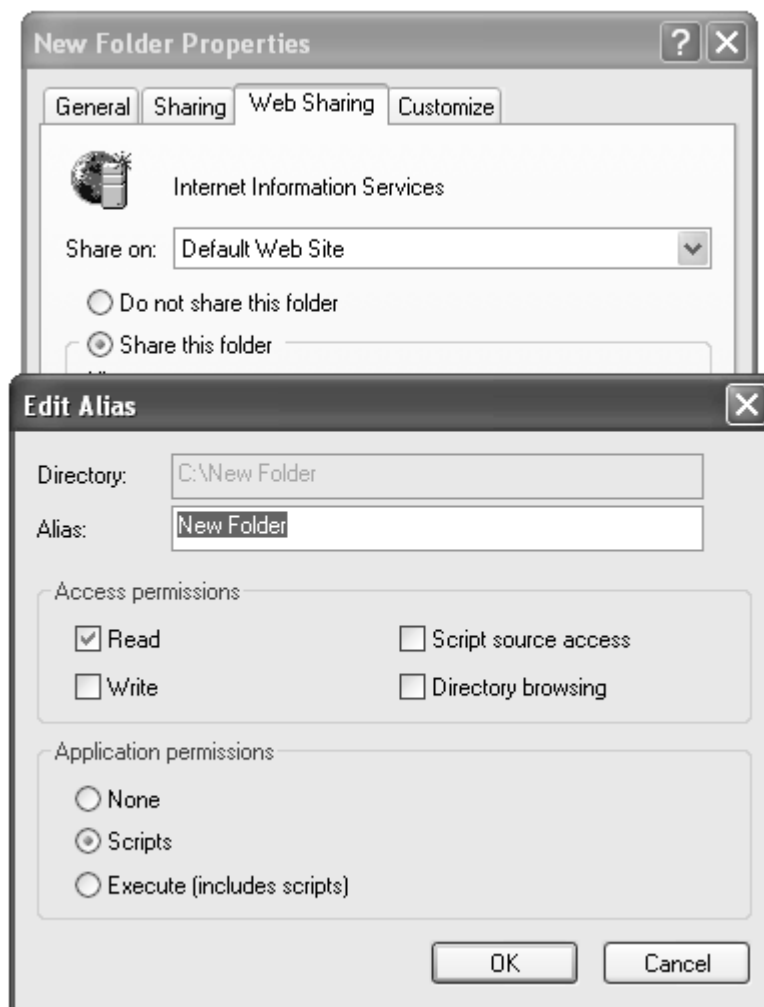 New Folder Properties
General Sharing Web Sharing Customize
Internet Information Services
Share on: Default Web Site
Do not share this folder
Share this folder
Edit Alias
Directory: C:\New Folder
Alias: New Folder
Access permissions
Read Script source access
Write Directory browsing
Application permissions
None
Scripts
Execute (includes scripts)
OK Cancel